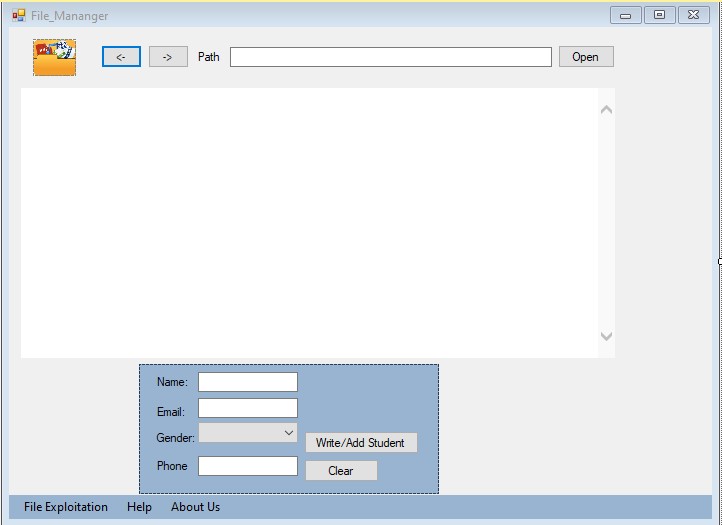 File_Mananger
<- -> Path Open
Name:
Email:
Gender:
Write/Add Student
Phone
Clear
File Exploitation Help About Us